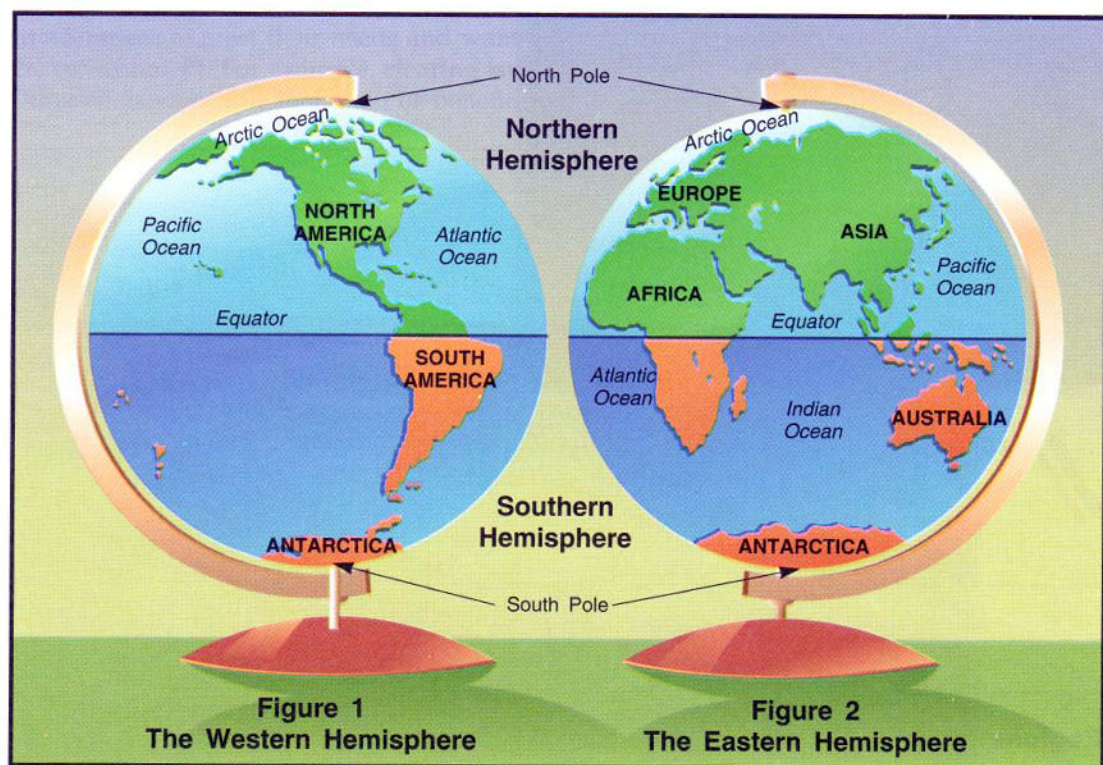 North Pole
Arctic Ocean
Northern
Hemisphere
Arctic Ocean
Pacific
Ocean
NORTH
AMERICA
Atlantic
Ocean
Equator
SOUTH
AMERICA
ANTARCTICA
EUROPE
ASIA
AFRICA
Pacific
Ocean
Equator
Atlantic
Ocean
Indian
Ocean
AUSTRALIA
ANTARCTICA
Southern
Hemisphere
South Pole
Figure 1
The Western Hemisphere
Figure 2
The Eastern Hemisphere